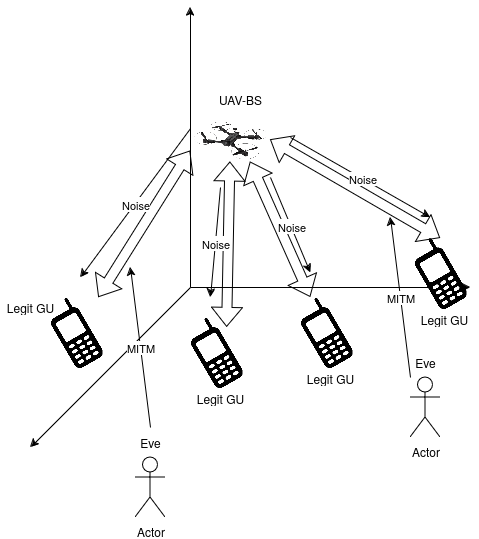 UAV-BS
Noise
Noise
Noise
Noise
Legit GU
MITM
Legit GU
Legit GU
MITM
Legit GU
Eve
Actor
Eve
Actor